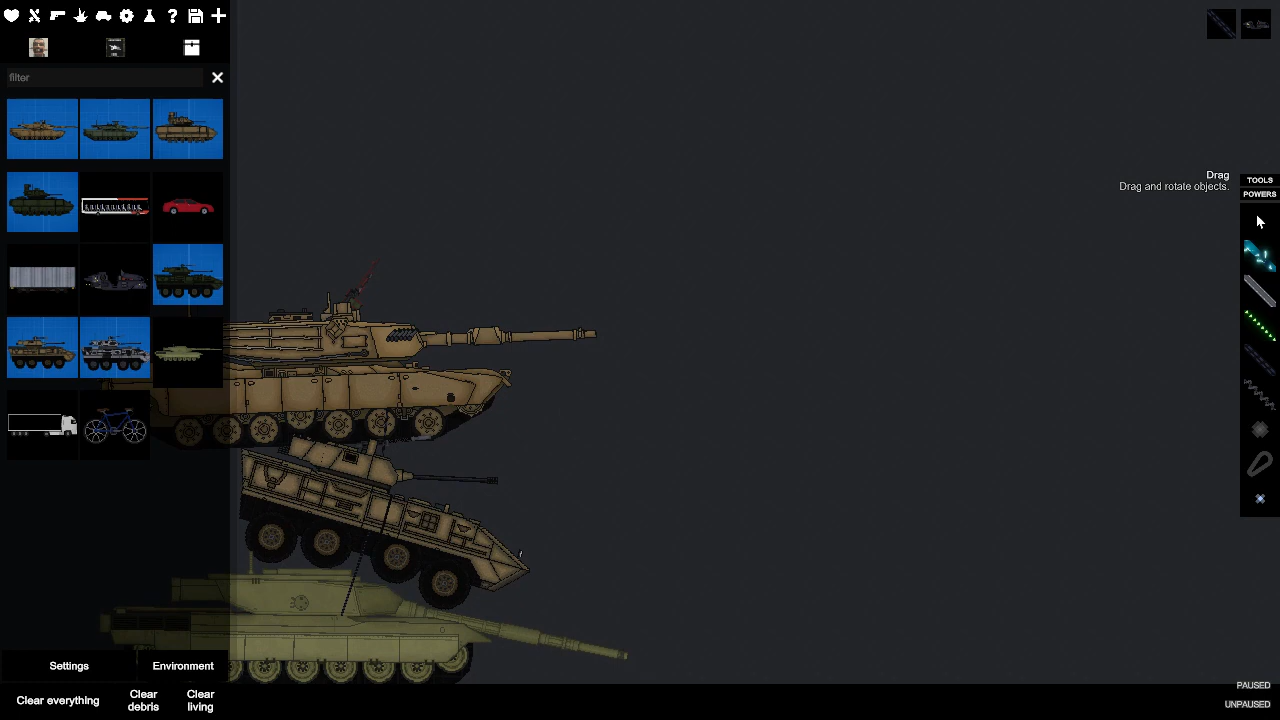 filter
Drag
Drag and rotate objects.
TOOLS
POWERS
Settings
Environment
Clear everything
Clear
debris
Clear
living
PAUSED
UNPAUSED